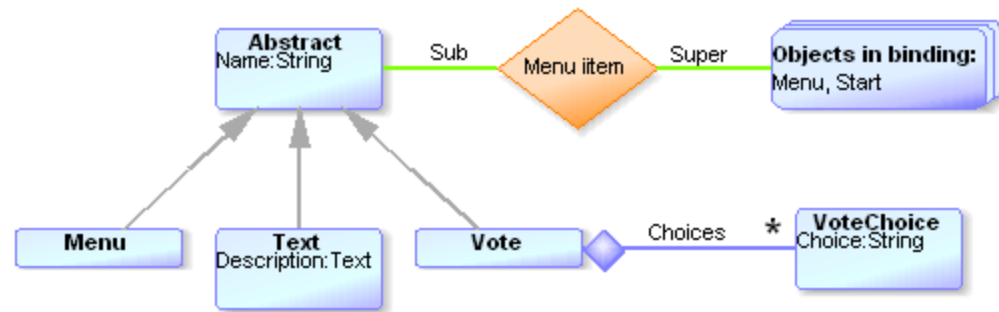 Abstract
Name:String
Sub
Menu iitem
Super
Objects in binding:
Menu, Start
Menu
Text
Description:Text
Vote
Choices
*
VoteChoice
Choice:String